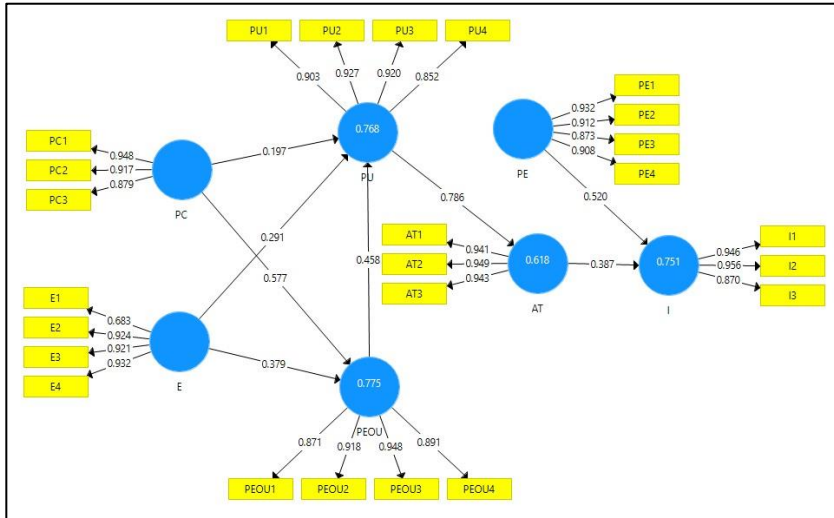 PU1 PU2 PU3 PU4
0.903 0.927 0.920 0.852
0.768
PU
PE1
PE2
PE3
PE4
0.932
0.912
0.873
0.908
PE
PC1
PC2
PC3
0.948
0.917
0.879
PC
0.197
0.291
0.577
0.458
0.786
0.520
AT1
AT2
AT3
0.941
0.949
0.943
0.618
AT
0.387
0.751
I
0.946
0.956
0.870
I1
I2
I3
E1
E2
E3
E4
0.683
0.924
0.921
0.932
E
0.379
0.775
PEOU
0.871 0.918 0.948 0.891
PEOU1 PEOU2 PEOU3 PEOU4